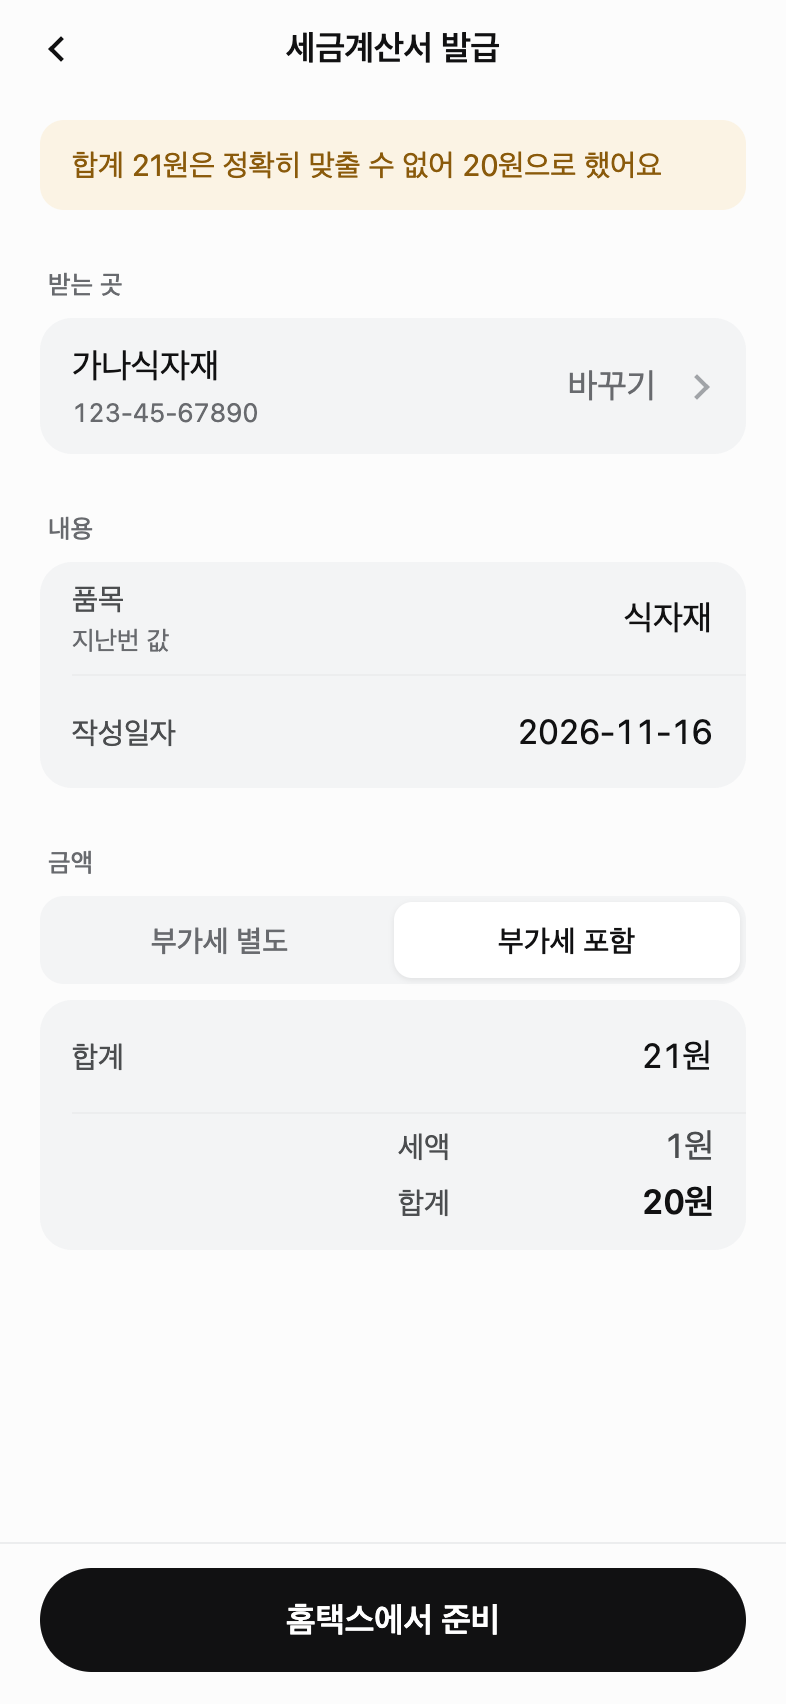 세금계산서 발급
합계 21원은 정확히 맞출 수 없어 20원으로 했어요
받는 곳
가나식자재
123-45-67890
바꾸기
내용
품목
지난번 값
식자재
작성일자 2026-11-16
금액
부가세 별도 부가세 포함
합계 21원
세액 1원
합계 20원
홈택스에서 준비